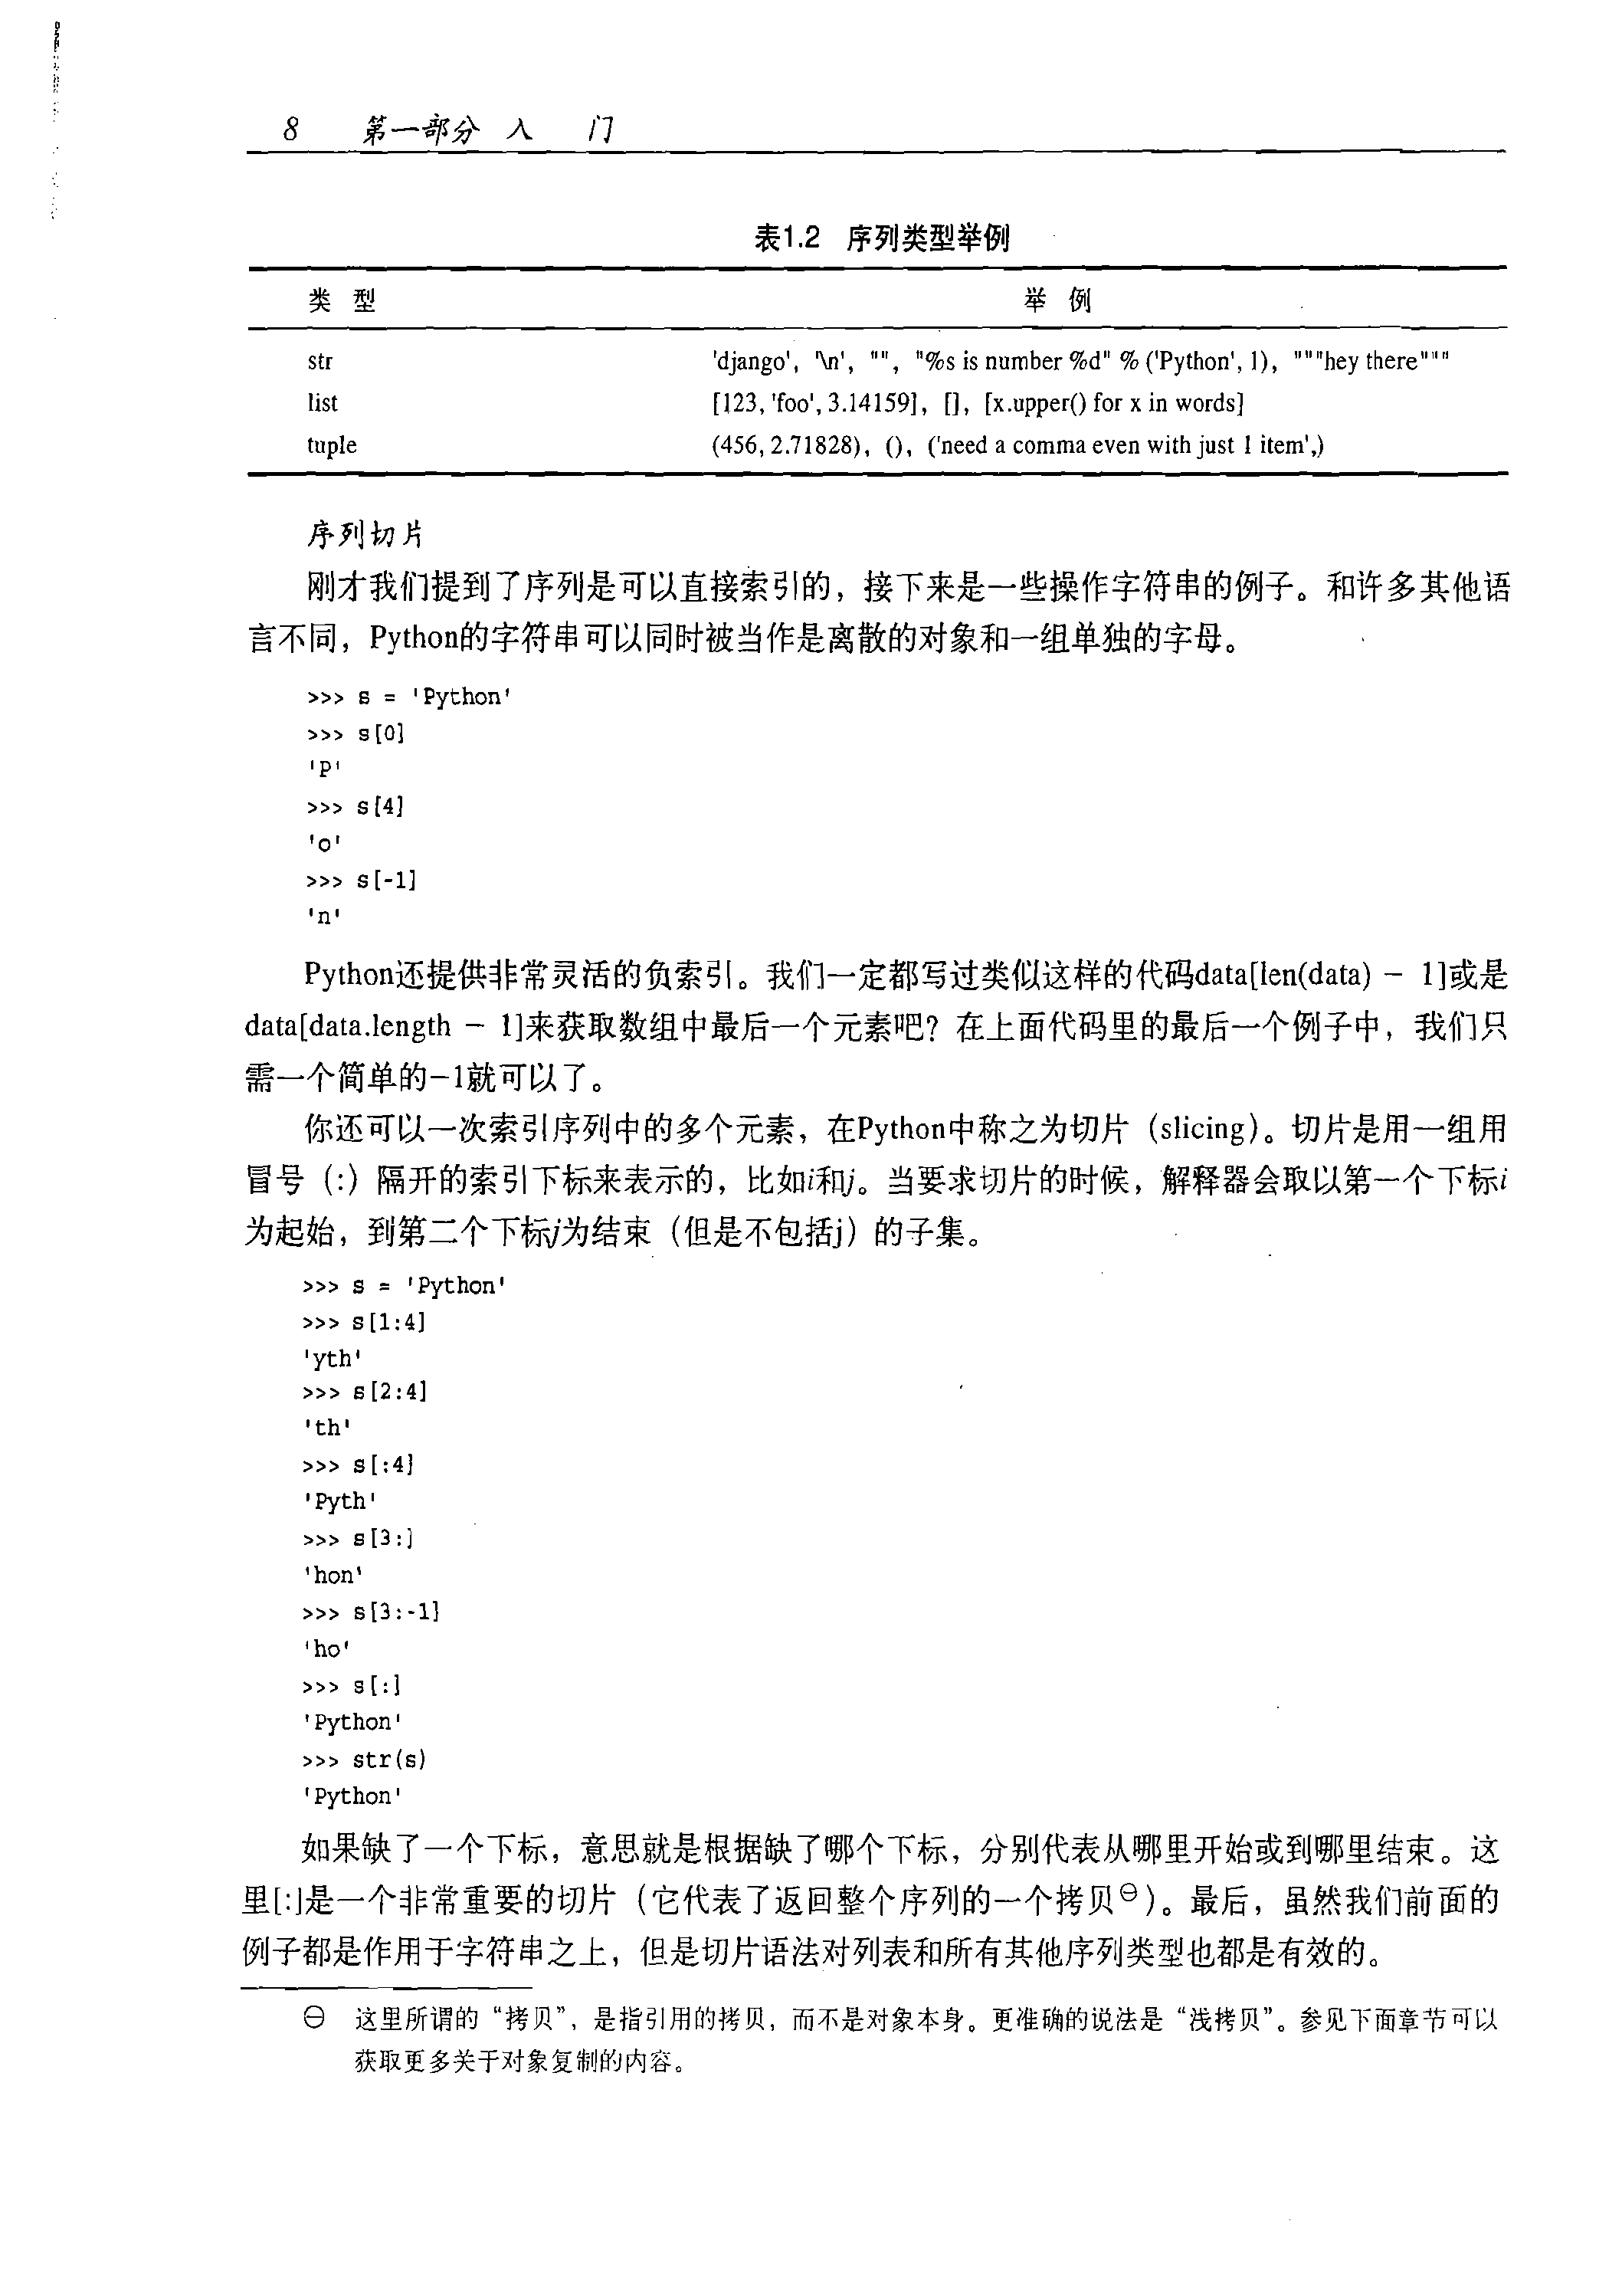 8 第一部分 入 门
表1.2 序列类型举例
类 型 举 例
str 'django', '\n', "", "%s is number %d" % ('Python', 1), """hey there"""
list [123, 'foo', 3.14159], [], [x.upper() for x in words]
tuple (456, 2.71828), (), ('need a comma even with just 1 item',)
序列切片
刚才我们提到了序列是可以直接索引的，接下来是一些操作字符串的例子。和许多其他语
言不同，Python的字符串可以同时被当作是离散的对象和一组单独的字母。
>>> s = 'Python'
>>> s[0]
'P'
>>> s[4]
'o'
>>> s[-1]
'n'
Python还提供非常灵活的负索引。我们一定都写过类似这样的代码data[len(data) - 1]或是
data[data.length - 1]来获取数组中最后一个元素吧？在上面代码里的最后一个例子中，我们只
需一个简单的-1就可以了。
你还可以一次索引序列中的多个元素，在Python中称之为切片（slicing）。切片是用一组用
冒号（:）隔开的索引下标来表示的，比如i和j。当要求切片的时候，解释器会取以第一个下标i
为起始，到第二个下标j为结束（但是不包括j）的子集。
>>> s = 'Python'
>>> s[1:4]
'yth'
>>> s[2:4]
'th'
>>> s[:4]
'Pyth'
>>> s[3:]
'hon'
>>> s[3:-1]
'ho'
>>> s[:]
'Python'
>>> str(s)
'Python'
如果缺了一个下标，意思就是根据缺了哪个下标，分别代表从哪里开始或到哪里结束。这
里[:]是一个非常重要的切片（它代表了返回整个序列的一个拷贝㊀）。最后，虽然我们前面的
例子都是作用于字符串之上，但是切片语法对列表和所有其他序列类型也都是有效的。
㊀ 这里所谓的“拷贝”，是指引用的拷贝，而不是对象本身。更准确的说法是“浅拷贝”。参见下面章节可以
获取更多关于对象复制的内容。